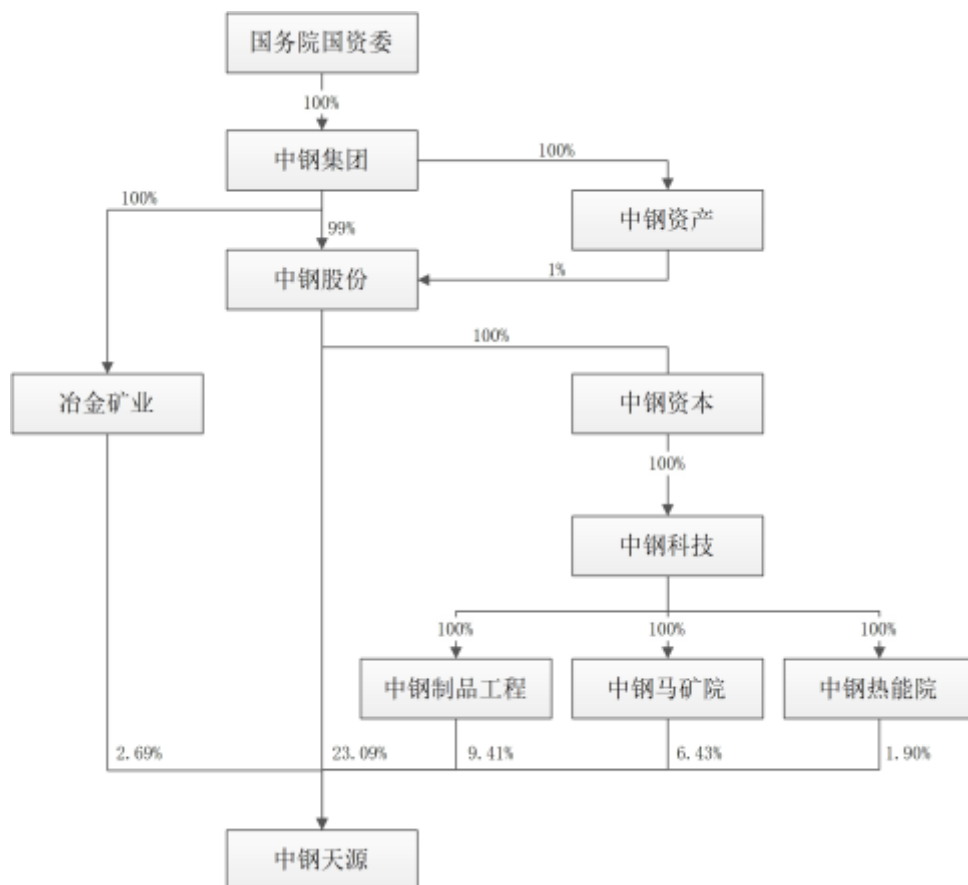 国务院国资委
100%
中钢集团
100%
100%
中钢资产
99%
1%
中钢股份
100%
冶金矿业
中钢资本
100%
中钢科技
100%
100%
100%
中钢制品工程
中钢马矿院
中钢热能院
2.69%
23.09%
9.41%
6.43%
1.90%
中钢天源